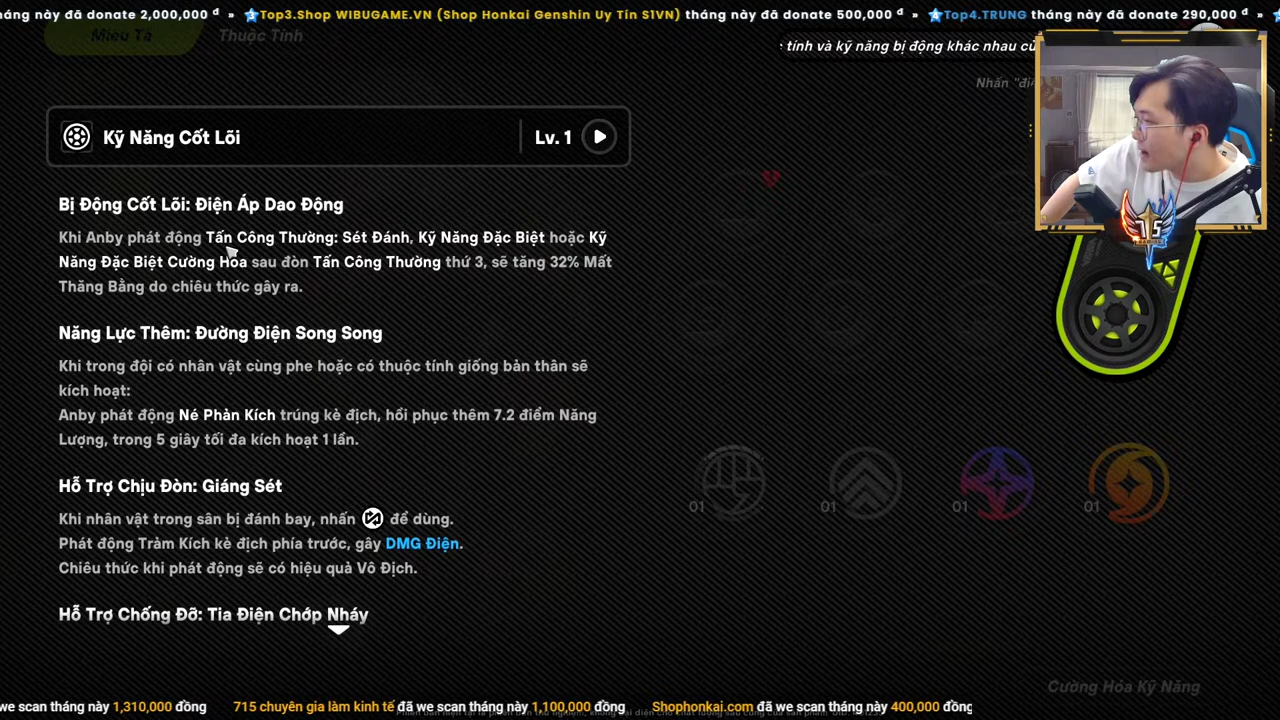 háng này đã donate 2,000,000 đ » 3 Top3.Shop WIBUGAME.VN (Shop Honkai Genshin Uy Tín S1VN) tháng này đã donate 500,000 đ » 4 Top4.TRUNG tháng này đã donate 290,000 đ »
Miêu Tả Thuộc Tính
tính và kỹ năng bị động khác nhau
Nhấn
Kỹ Năng Cốt Lõi Lv. 1
Bị Động Cốt Lõi: Điện Áp Dao Động
Khi Anby phát động Tấn Công Thường: Sét Đánh, Kỹ Năng Đặc Biệt hoặc Kỹ
Năng Đặc Biệt Cường Hóa sau đòn Tấn Công Thường thứ 3, sẽ tăng 32% Mất
Thăng Bằng do chiêu thức gây ra.
Năng Lực Thêm: Đường Điện Song Song
Khi trong đội có nhân vật cùng phe hoặc có thuộc tính giống bản thân sẽ
kích hoạt:
Anby phát động Né Phản Kích trúng kẻ địch, hồi phục thêm 7.2 điểm Năng
Lượng, trong 5 giây tối đa kích hoạt 1 lần.
Hỗ Trợ Chịu Đòn: Giáng Sét
Khi nhân vật trong sân bị đánh bay, nhấn để dùng.
Phát động Trảm Kích kẻ địch phía trước, gây DMG Điện.
Chiêu thức khi phát động sẽ có hiệu quả Vô Địch.
Hỗ Trợ Chống Đỡ: Tia Điện Chớp Nháy
01 01 01 01
715
Cường Hóa Kỹ Năng
we scan tháng này 1,310,000 đồng 715 chuyên gia làm kinh tế đã we scan tháng này 1,100,000 đồng Shophonkai.com đã we scan tháng này 400,000 đồng